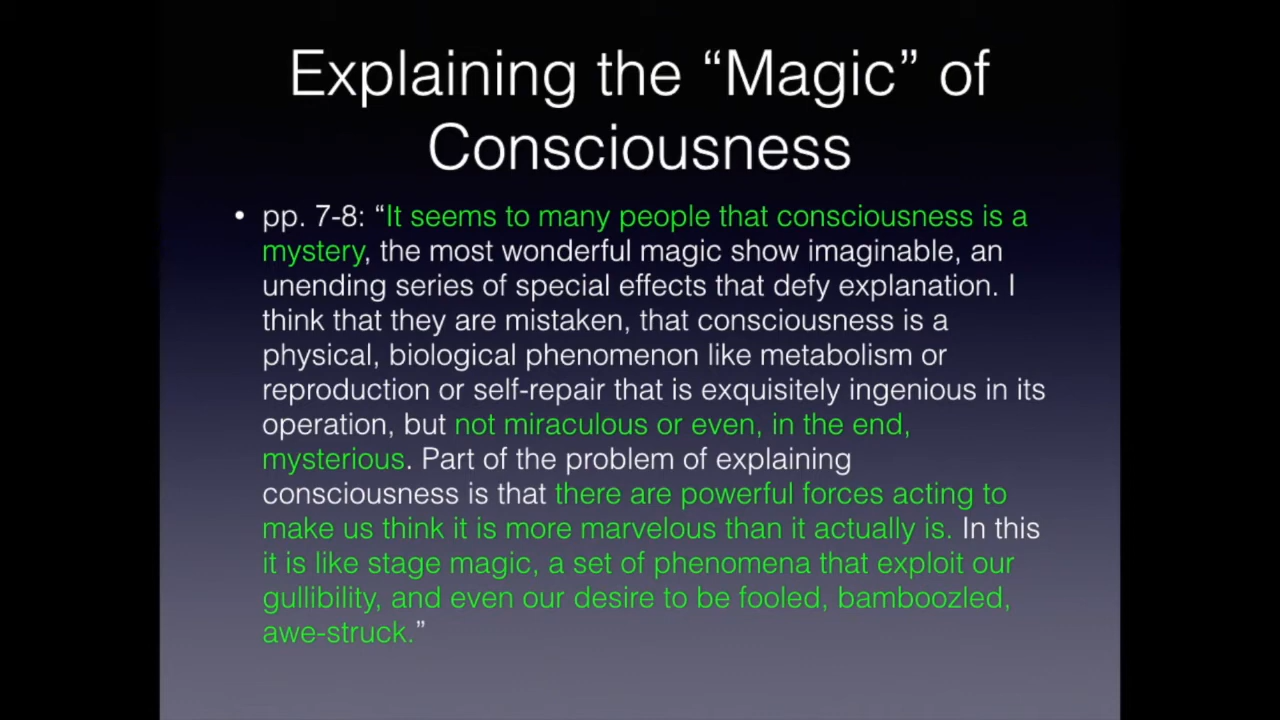 Explaining the “Magic” of
Consciousness
• pp. 7-8: “It seems to many people that consciousness is a
mystery, the most wonderful magic show imaginable, an
unending series of special effects that defy explanation. I
think that they are mistaken, that consciousness is a
physical, biological phenomenon like metabolism or
reproduction or self-repair that is exquisitely ingenious in its
operation, but not miraculous or even, in the end,
mysterious. Part of the problem of explaining
consciousness is that there are powerful forces acting to
make us think it is more marvelous than it actually is. In this
it is like stage magic, a set of phenomena that exploit our
gullibility, and even our desire to be fooled, bamboozled,
awe-struck.”